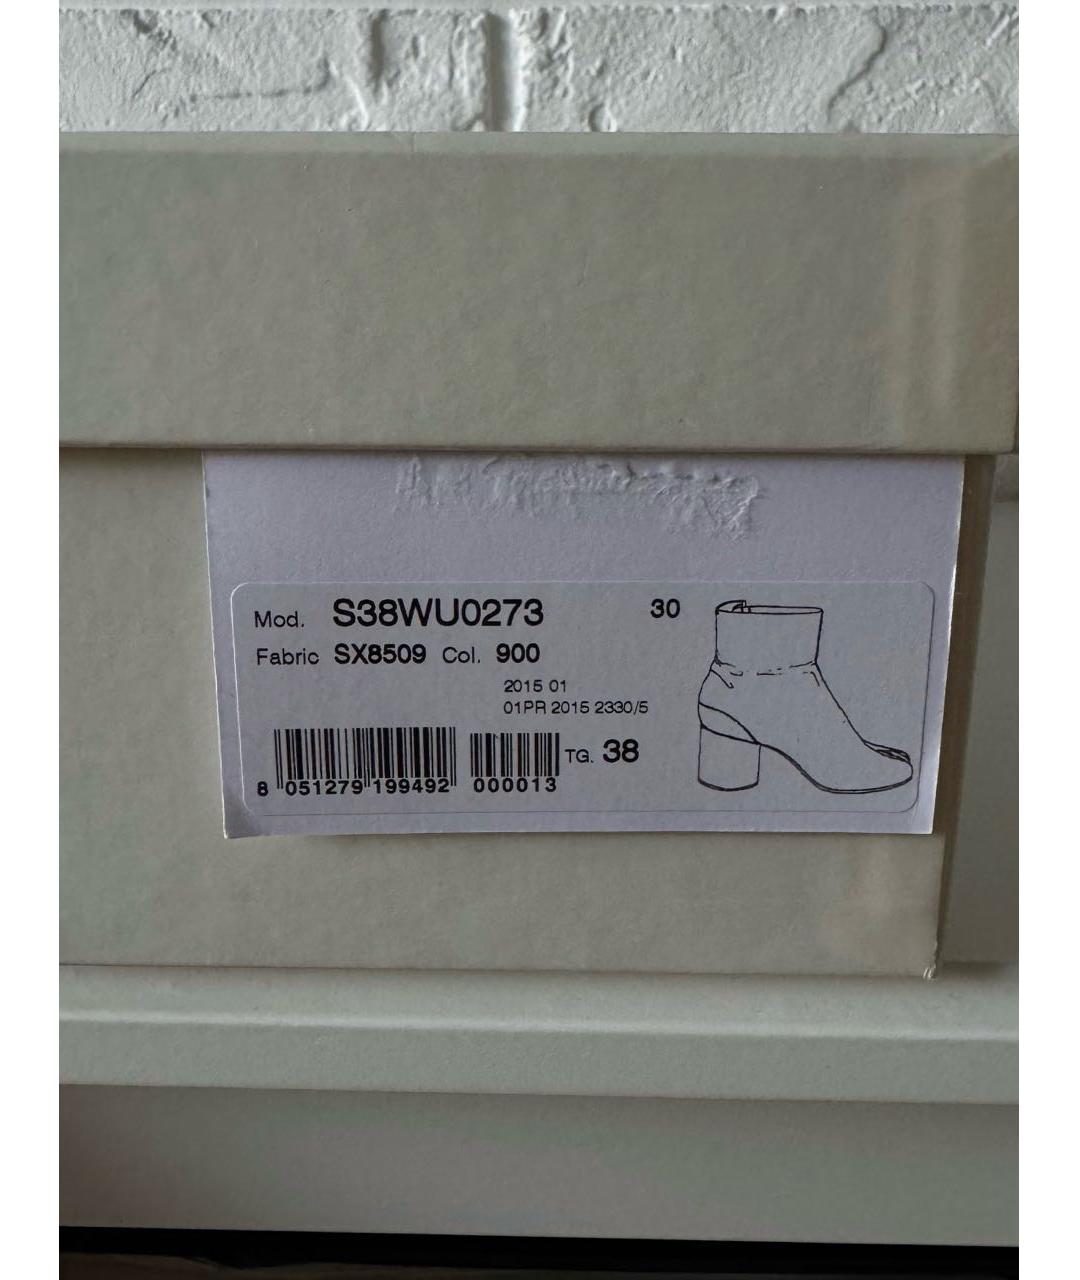 Mod. S38WU0273 30
Fabric SX8509 Col. 900
2015 01
01PR 2015 2330/5
TG. 38
8 051279 199492 000013